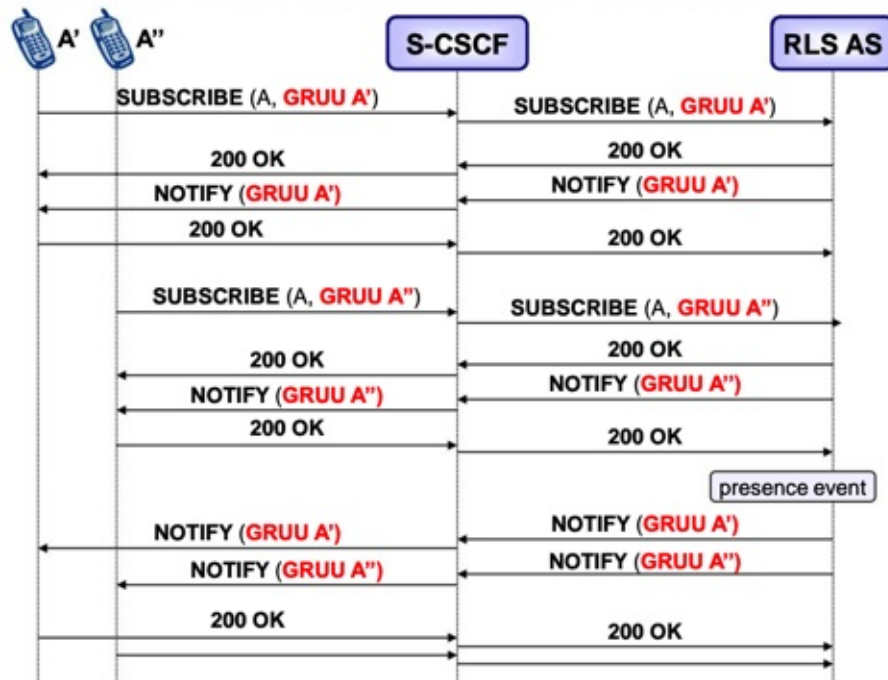 A' A" S-CSCF RLS AS
SUBSCRIBE (A, GRUU A')
SUBSCRIBE (A, GRUU A')
200 OK
200 OK
NOTIFY (GRUU A')
NOTIFY (GRUU A')
200 OK
200 OK
SUBSCRIBE (A, GRUU A")
SUBSCRIBE (A, GRUU A")
200 OK
200 OK
NOTIFY (GRUU A")
NOTIFY (GRUU A")
200 OK
200 OK
presence event
NOTIFY (GRUU A')
NOTIFY (GRUU A')
NOTIFY (GRUU A")
NOTIFY (GRUU A")
200 OK
200 OK